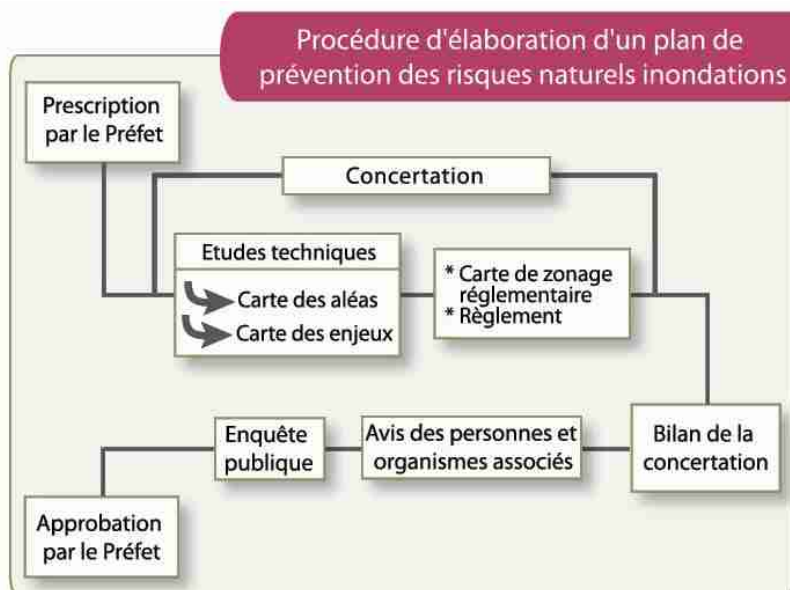 Procédure d'élaboration d'un plan de
prévention des risques naturels inondations
Prescription
par le Préfet
Concertation
Etudes techniques
Carte des aléas
Carte des enjeux
* Carte de zonage
réglementaire
* Règlement
Bilan de la
concertation
Avis des personnes et
organismes associés
Enquête
publique
Approbation
par le Préfet